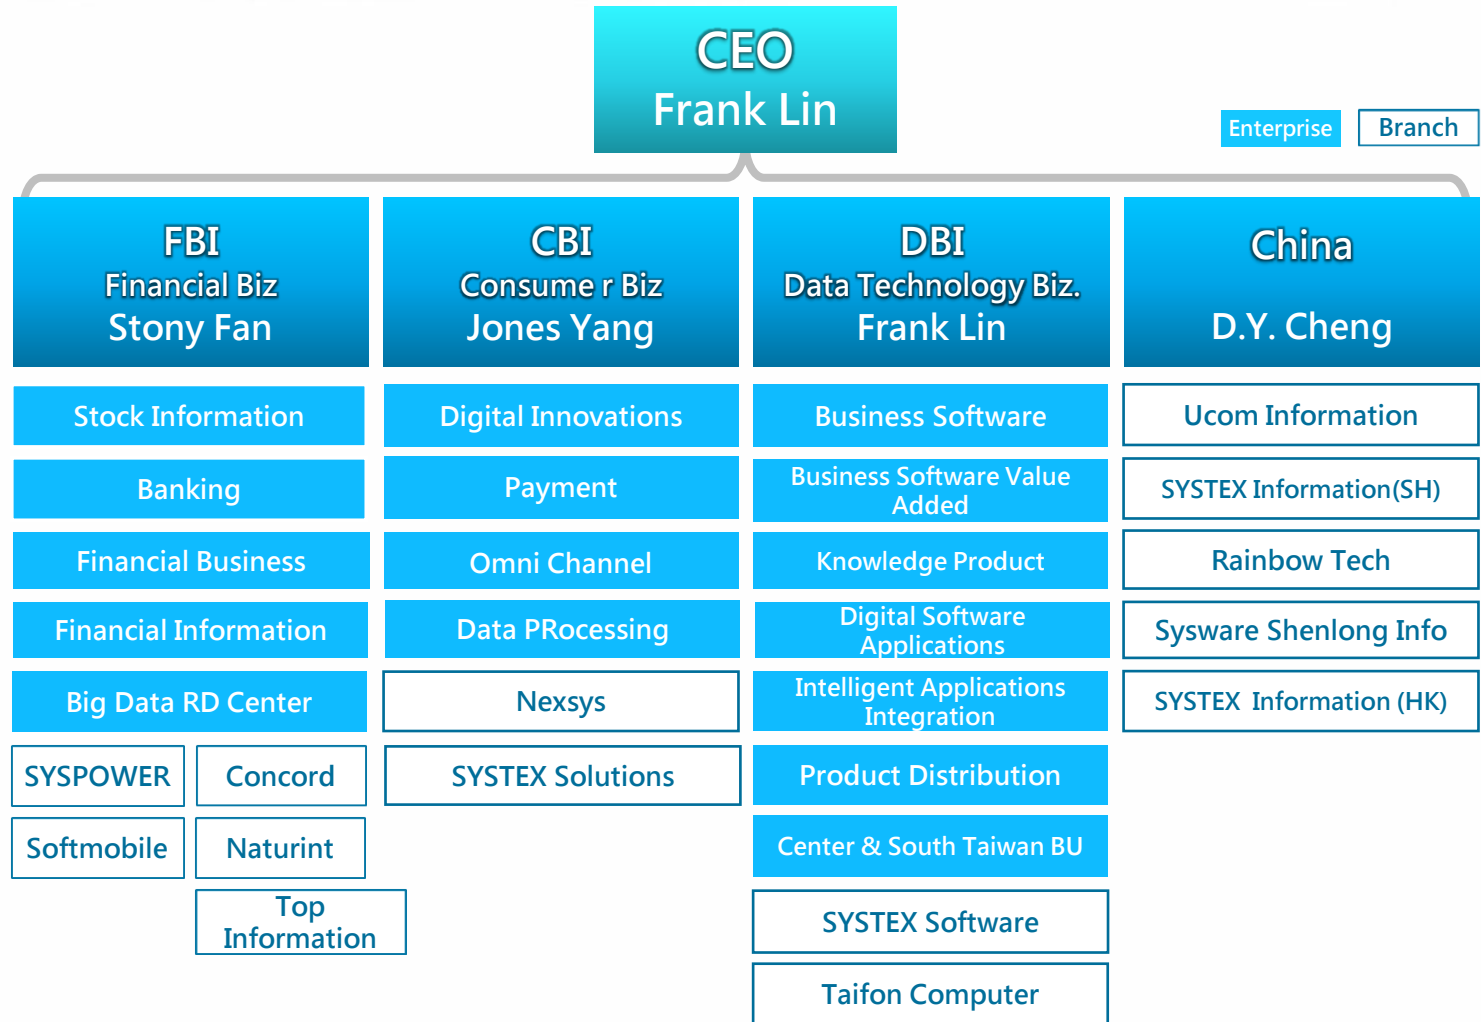 CEO
Frank Lin
Enterprise
Branch
FBI
Financial Biz
Stony Fan
CBI
Consume r Biz
Jones Yang
DBI
Data Technology Biz.
Frank Lin
China
D.Y. Cheng
Stock Information
Banking
Financial Business
Financial Information
Big Data RD Center
SYSPOWER
Concord
Softmobile
Naturint
Top
Information
Digital Innovations
Payment
Omni Channel
Data PRocessing
Nexsys
SYSTEX Solutions
Business Software
Business Software Value
Added
Knowledge Product
Digital Software
Applications
Intelligent Applications
Integration
Product Distribution
Center & South Taiwan BU
SYSTEX Software
Taifon Computer
Ucom Information
SYSTEX Information(SH)
Rainbow Tech
Sysware Shenlong Info
SYSTEX Information (HK)